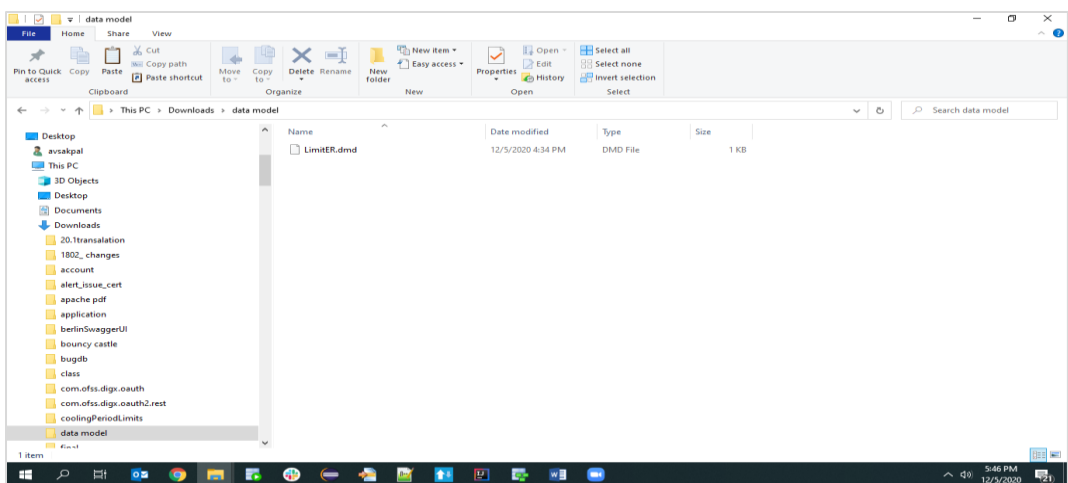 data model
File Home Share View
Pin to Quick access
Copy
Paste
Cut
Copy path
Paste shortcut
Clipboard
Move to
Copy to
Delete
Rename
Organize
New folder
New item
Easy access
New
Properties
Open
Edit
History
Open
Select all
Select none
Invert selection
Select
This PC > Downloads > data model
Search data model
Name Date modified Type Size
LimitER.dmd 12/5/2020 4:34 PM DMD File 1 KB
Desktop
avsakpal
This PC
3D Objects
Desktop
Documents
Downloads
20.1transalation
1802_ changes
account
alert_issue_cert
apache pdf
application
berlinSwaggerUI
bouncy castle
bugdb
class
com.ofss.digx.oauth
com.ofss.digx.oauth2.rest
coolingPeriodLimits
data model
final
1 item
5:46 PM
12/5/2020
21